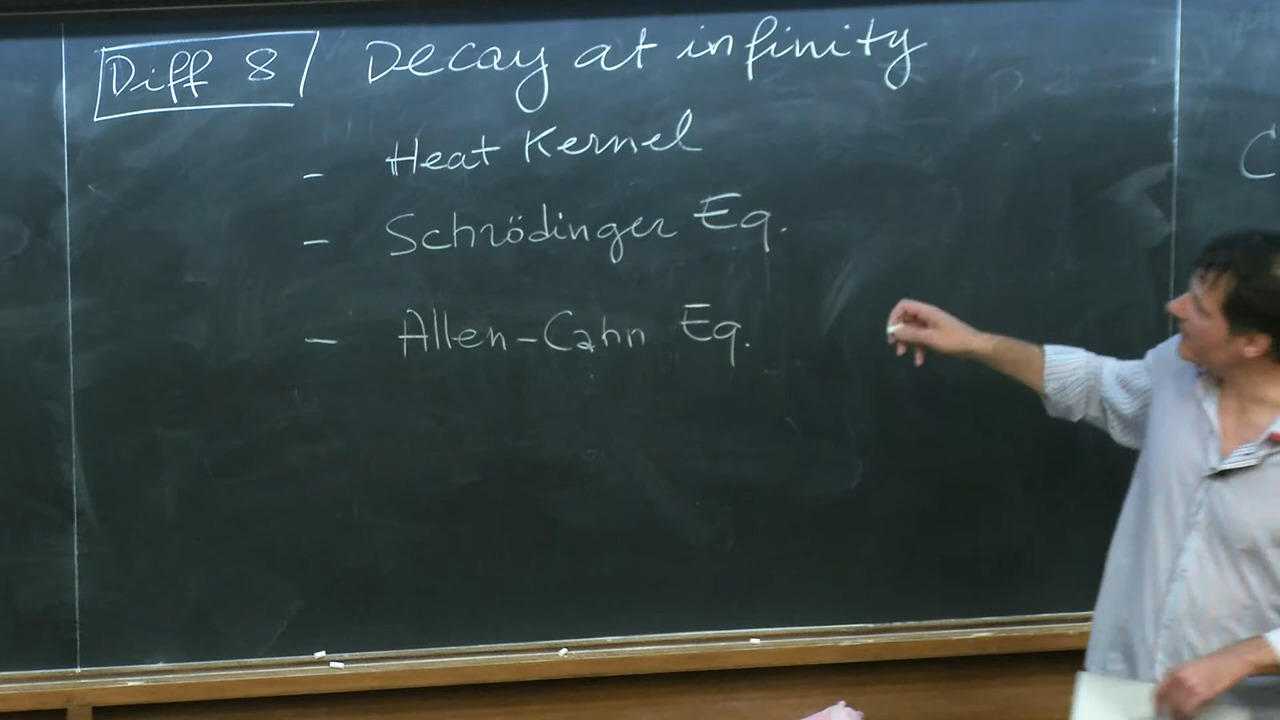 Diff 8 / Decay at infinity
- Heat Kernel
- Schrödinger Eq.
- Allen-Cahn Eq.
C